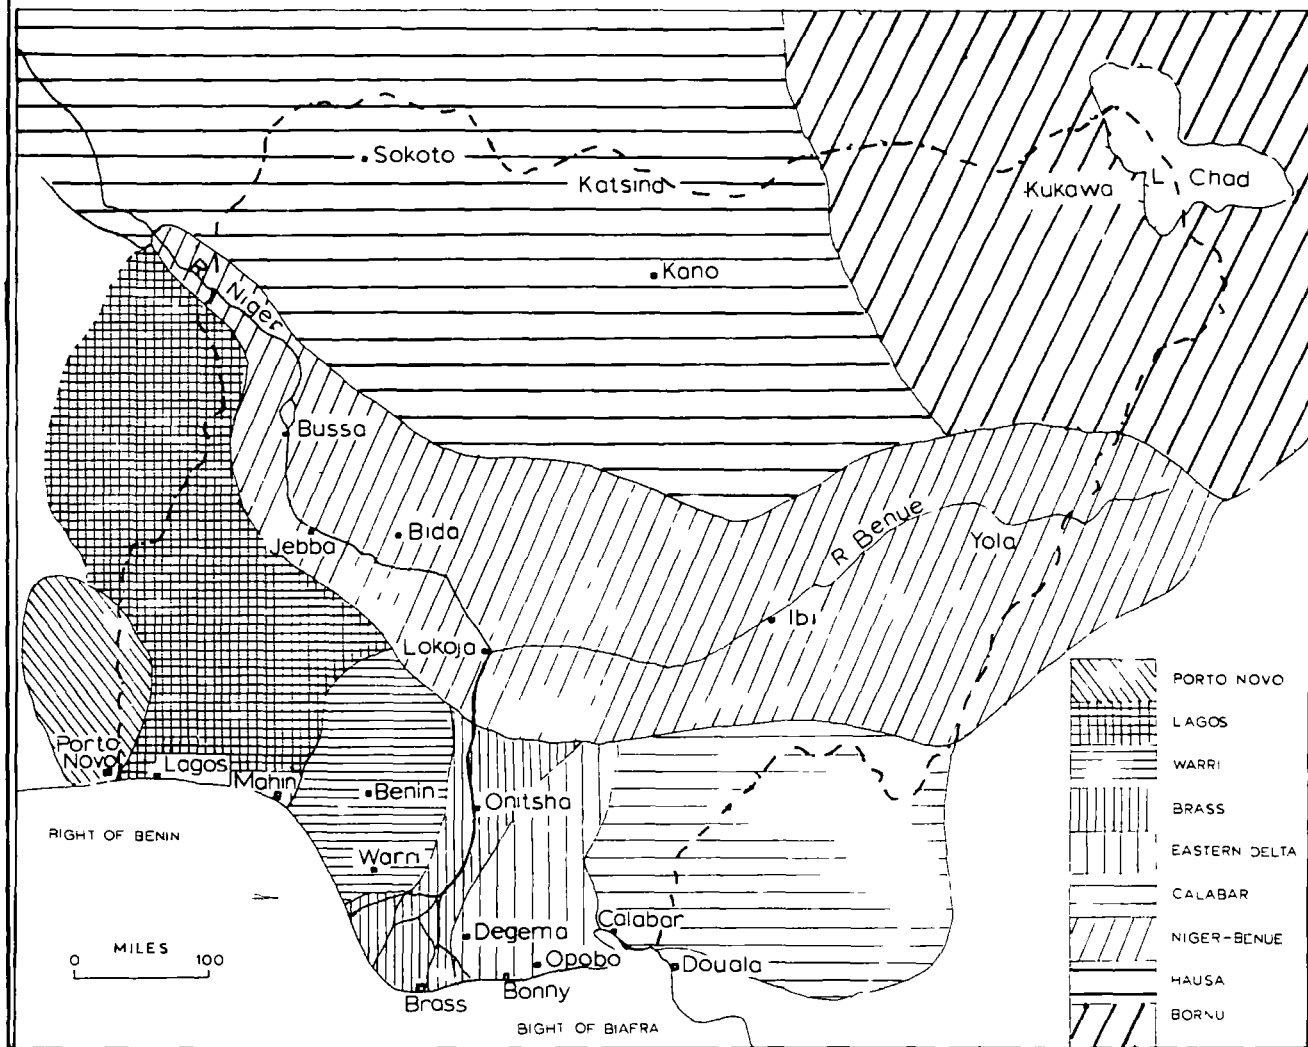 Sokoto
Katsina
Kukawa
L Chad
Kano
R Niger
Bussa
Jebba
Bida
R Benue
Yola
Ibi
Lokoja
Porto
Novo
Lagos
Mahin
Benin
Onitsha
Warri
BIGHT OF BENIN
MILES
0 100
Degema
Opobo
Bonny
Brass
Calabar
Douala
BIGHT OF BIAFRA
PORTO NOVO
LAGOS
WARRI
BRASS
EASTERN DELTA
CALABAR
NIGER-BENUE
HAUSA
BORNU